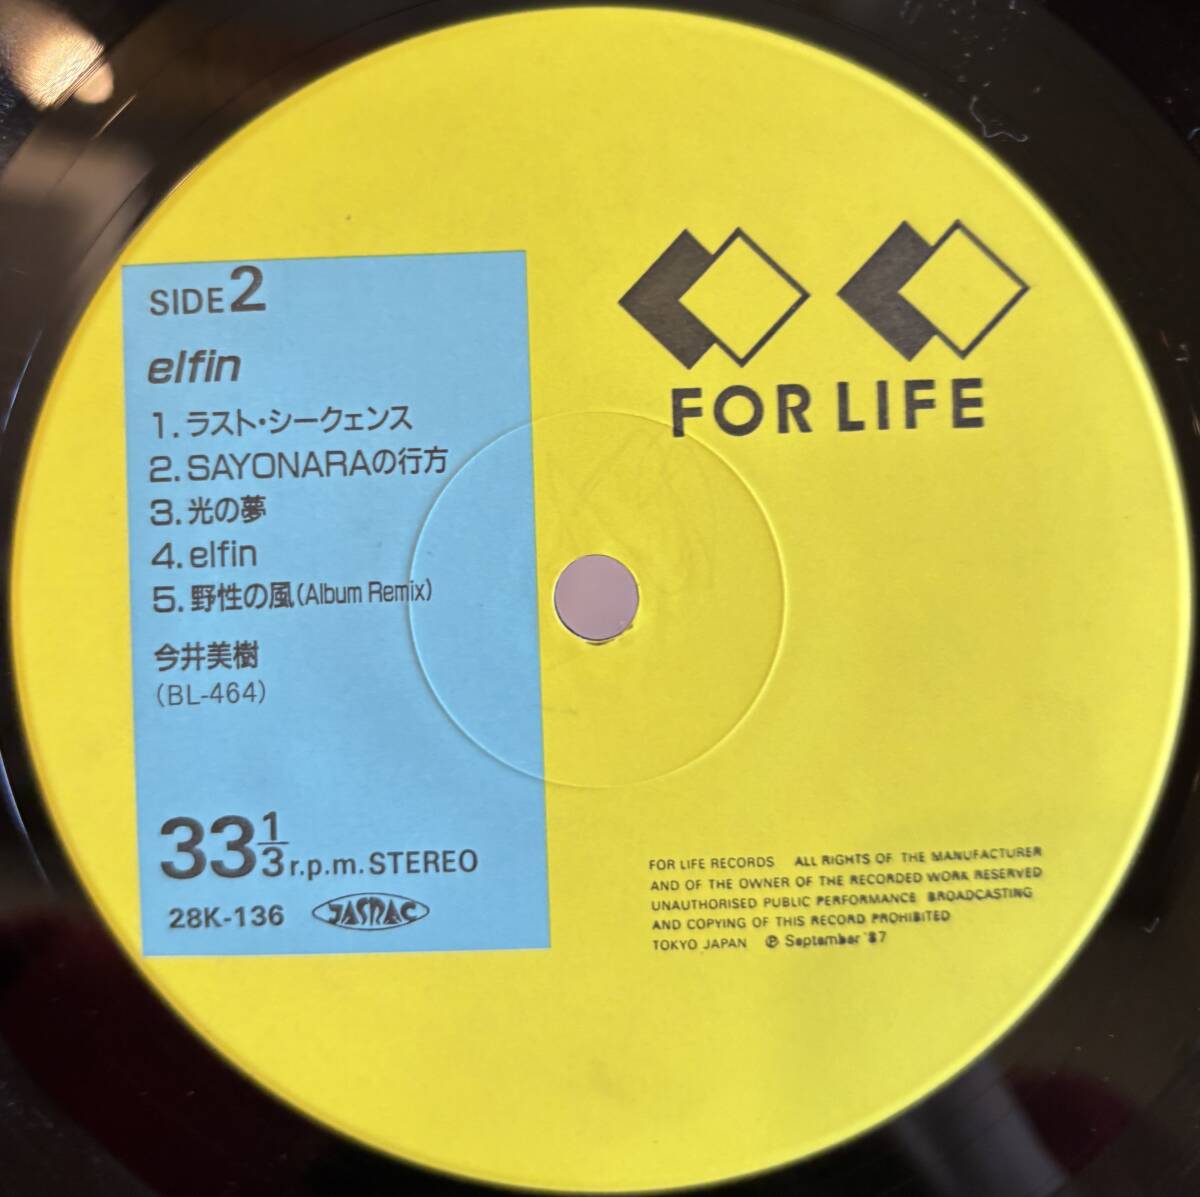 SIDE 2
elfin
1. ラスト・シークェンス
2. SAYONARAの行方
3. 光の夢
4. elfin
5. 野性の風(Album Remix)
今井美樹
(BL-464)
33 1/3 r.p.m. STEREO
28K-136 JASRAC
FOR LIFE
FOR LIFE RECORDS ALL RIGHTS OF THE MANUFACTURER
AND OF THE OWNER OF THE RECORDED WORK RESERVED
UNAUTHORISED PUBLIC PERFORMANCE BROADCASTING
AND COPYING OF THIS RECORD PROHIBITED
TOKYO JAPAN ℗ September '87